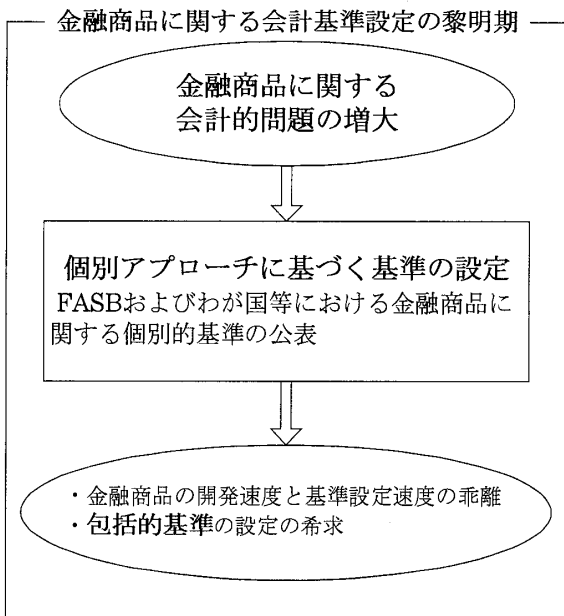 金融商品に関する会計基準設定の黎明期
金融商品に関する
会計的問題の増大
個別アプローチに基づく基準の設定
FASBおよびわが国等における金融商品に
関する個別的基準の公表
・金融商品の開発速度と基準設定速度の乖離
・包括的基準の設定の希求